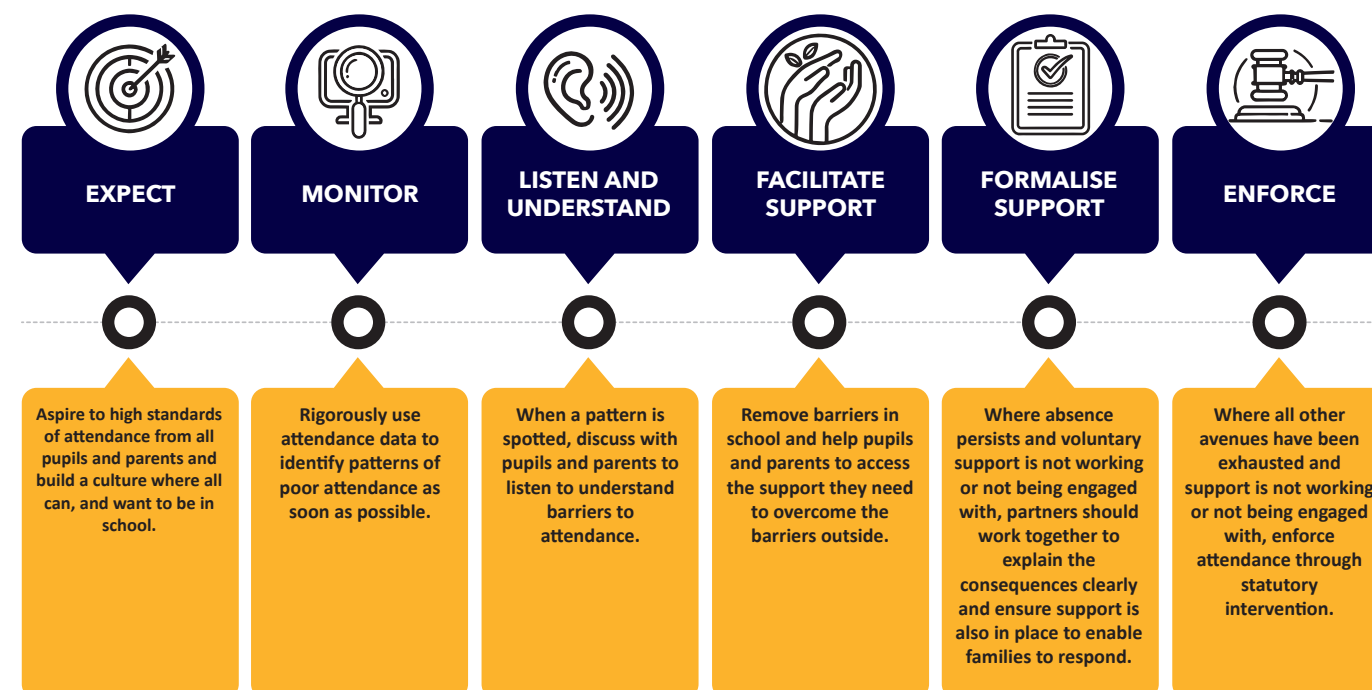 EXPECT
MONITOR
LISTEN AND
UNDERSTAND
FACILITATE
SUPPORT
FORMALISE
SUPPORT
ENFORCE
Aspire to high standards
of attendance from all
pupils and parents and
build a culture where all
can, and want to be in
school.
Rigorously use
attendance data to
identify patterns of
poor attendance as
soon as possible.
When a pattern is
spotted, discuss with
pupils and parents to
listen to understand
barriers to
attendance.
Remove barriers in
school and help pupils
and parents to access
the support they need
to overcome the
barriers outside.
Where absence
persists and voluntary
support is not working
or not being engaged
with, partners should
work together to
explain the
consequences clearly
and ensure support is
also in place to enable
families to respond.
Where all other
avenues have been
exhausted and
support is not working
or not being engaged
with, enforce
attendance through
statutory
intervention.